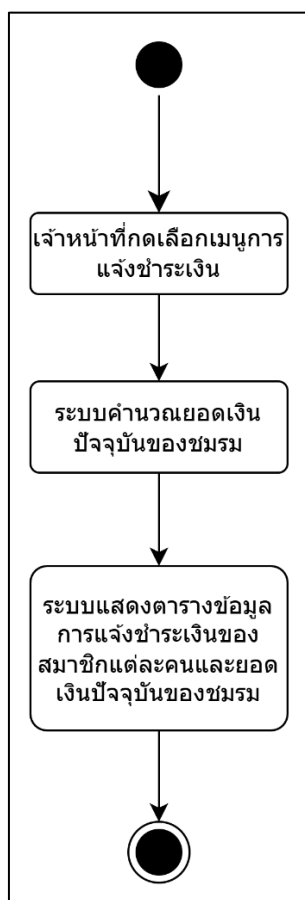 เจ้าหน้าที่กดเลือกเมนูการ
แจ้งชำระเงิน
ระบบคำนวณยอดเงิน
ปัจจุบันของชมรม
ระบบแสดงตารางข้อมูล
การแจ้งชำระเงินของ
สมาชิกแต่ละคนและยอด
เงินปัจจุบันของชมรม